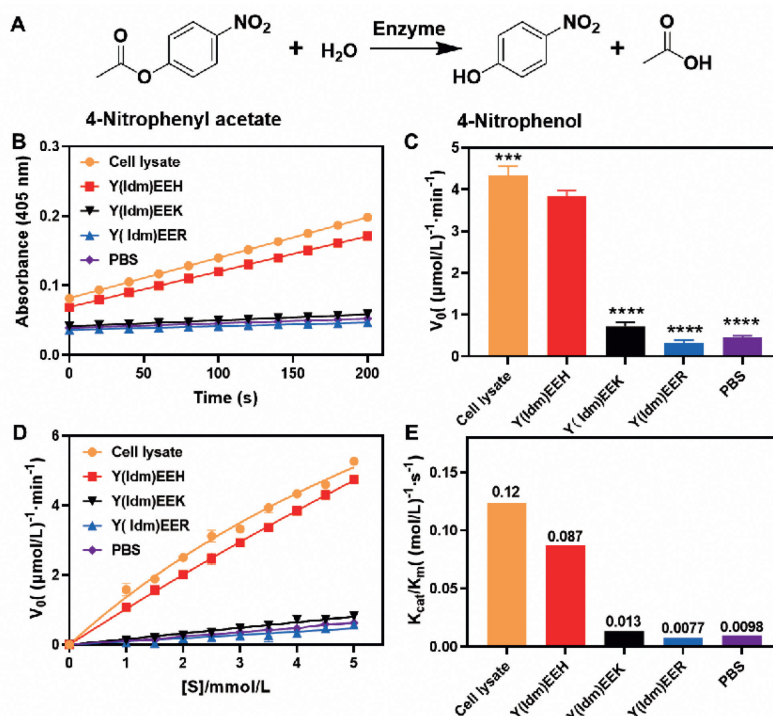 A
O
O
NO₂
+ H₂O
Enzyme
HO
NO₂
+
O
OH
4-Nitrophenyl acetate
4-Nitrophenol
B
Absorbance (405 nm)
0.3
0.2
0.1
0.0
Cell lysate
Y(Idm)EEH
Y(Idm)EEK
Y( Idm)EER
PBS
0 50 100 150 200
Time (s)
C
V₀( (μmol/L)⁻¹·min⁻¹)
5
4
3
2
1
0
***
****
****
****
Cell lysate
Y(Idm)EEH
Y( Idm)EEK
Y(Idm)EER
PBS
D
V₀( (μmol/L)⁻¹·min⁻¹)
6
4
2
0
Cell lysate
Y(Idm)EEH
Y(Idm)EEK
Y( Idm)EER
PBS
0 1 2 3 4 5
[S]/mmol/L
E
Kcat/Km( (mol/L)⁻¹·s⁻¹)
0.15
0.10
0.05
0.00
0.12
0.087
0.013
0.0077
0.0098
Cell lysate
Y(Idm)EEH
Y(Idm)EEK
Y(Idm)EER
PBS